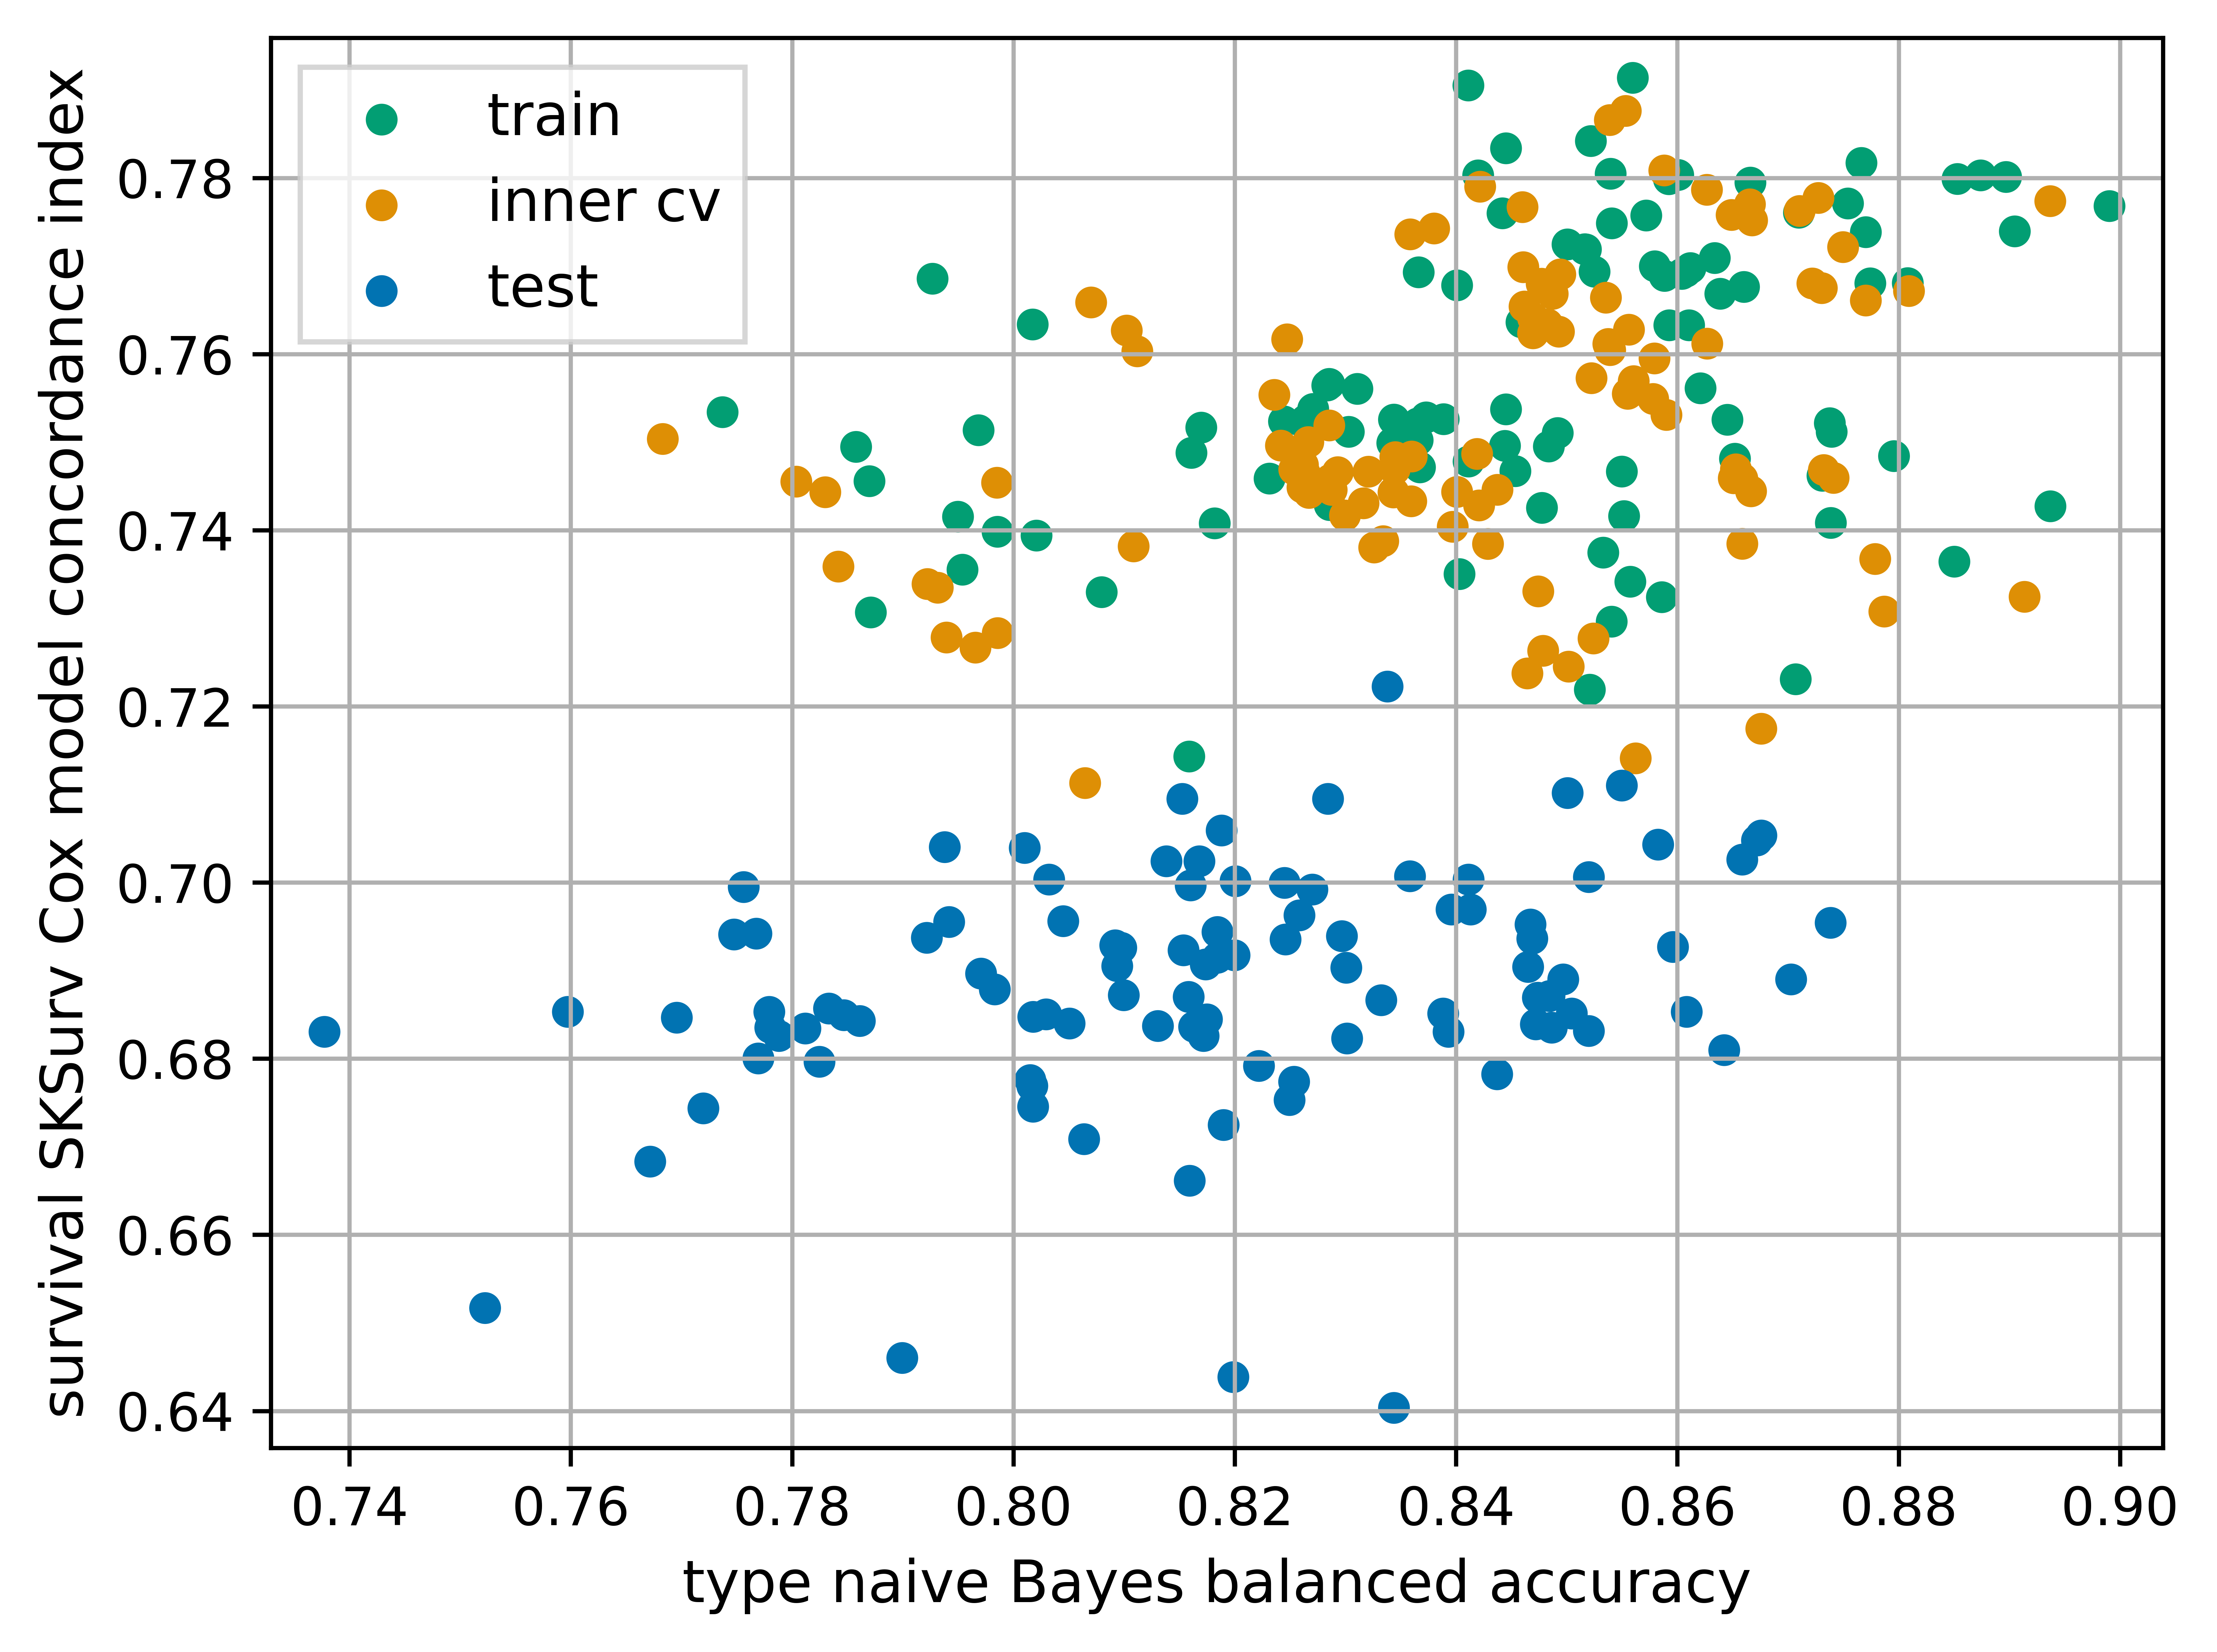 train
inner cv
test
survival SKSurv Cox model concordance index
0.78
0.76
0.74
0.72
0.70
0.68
0.66
0.64
0.74 0.76 0.78 0.80 0.82 0.84 0.86 0.88 0.90
type naive Bayes balanced accuracy